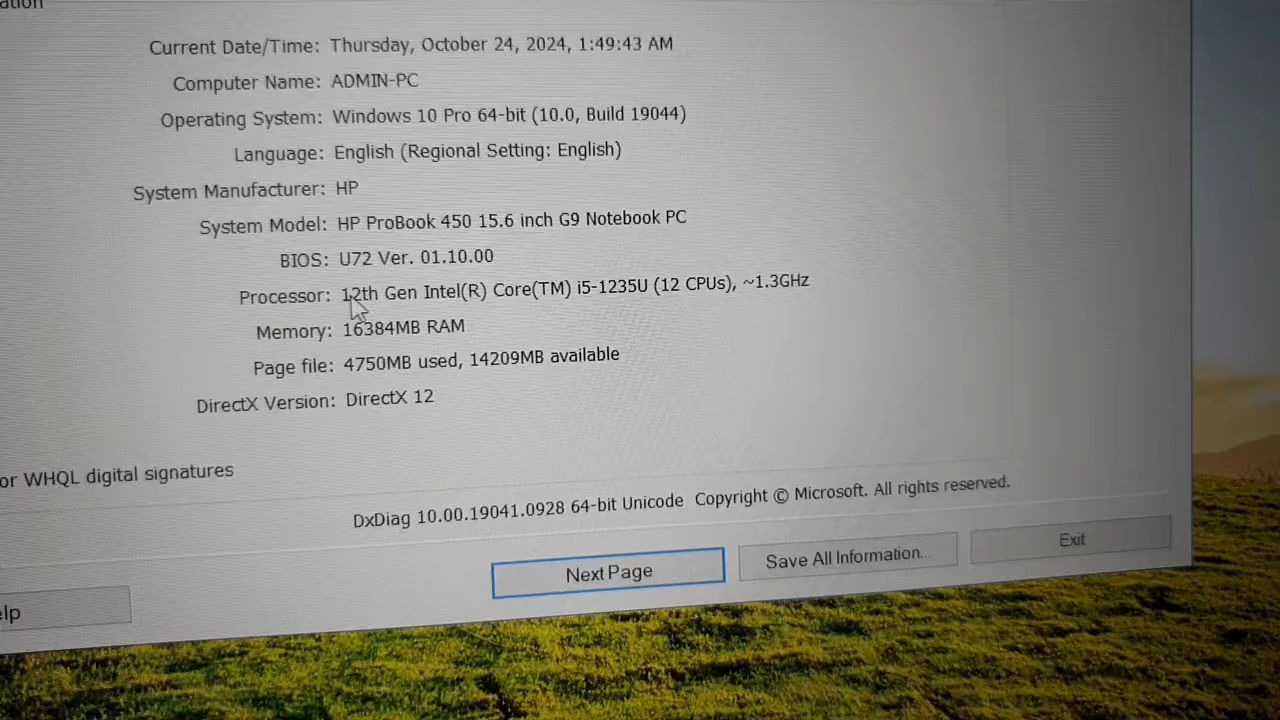 Current Date/Time: Thursday, October 24, 2024, 1:49:43 AM
Computer Name: ADMIN-PC
Operating System: Windows 10 Pro 64-bit (10.0, Build 19044)
Language: English (Regional Setting: English)
System Manufacturer: HP
System Model: HP ProBook 450 15.6 inch G9 Notebook PC
BIOS: U72 Ver. 01.10.00
Processor: 12th Gen Intel(R) Core(TM) i5-1235U (12 CPUs), ~1.3GHz
Memory: 16384MB RAM
Page file: 4750MB used, 14209MB available
DirectX Version: DirectX 12
or WHQL digital signatures
DxDiag 10.00.19041.0928 64-bit Unicode Copyright © Microsoft. All rights reserved.
elp Next Page Save All Information... Exit